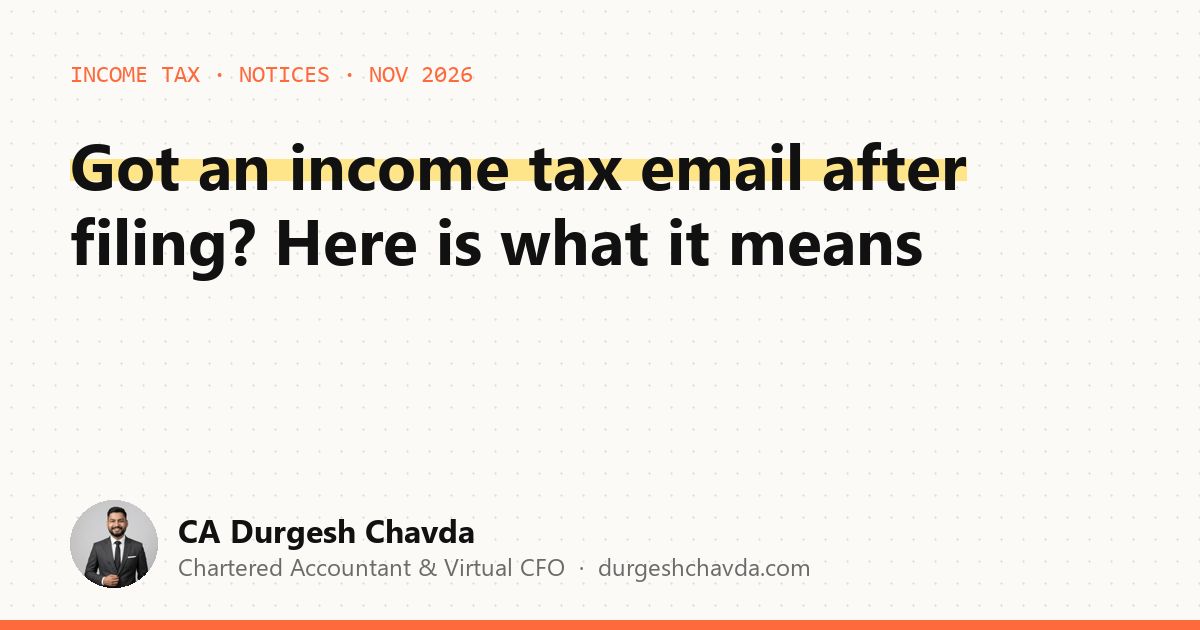 INCOME TAX · NOTICES · NOV 2026
Got an income tax email after
filing? Here is what it means
CA Durgesh Chavda
Chartered Accountant & Virtual CFO · durgeshchavda.com